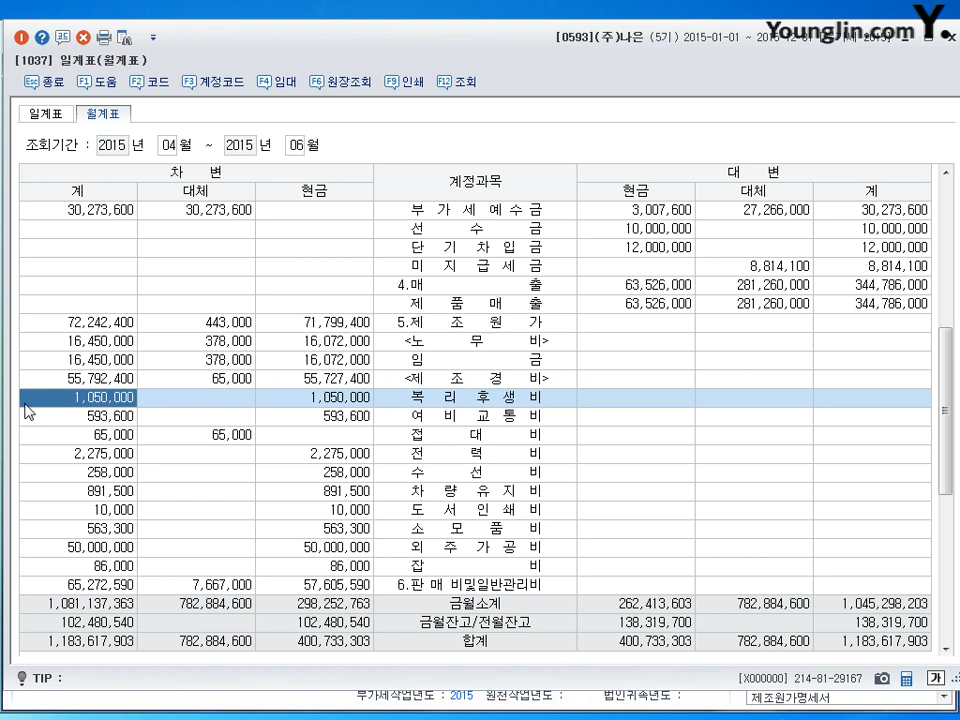 Younglin.com Y.
[0593](주)나은 (5기) 2015-01-01 ~
[1037] 일계표(월계표)
Esc 종료 F1 도움 F2 코드 F3 계정코드 F4 임대 F6 원장조회 F9 인쇄 F12 조회
일계표 월계표
조회기간 : 2015 년 04 월 ~ 2015 년 06 월
차 변 계정과목 대 변
계 대체 현금 현금 대체 계
30,273,600 30,273,600 부 가 세 예 수 금 3,007,600 27,266,000 30,273,600
선 수 금 10,000,000 10,000,000
단 기 차 입 금 12,000,000 12,000,000
미 지 급 세 금 8,814,100 8,814,100
4.매 출 63,526,000 281,260,000 344,786,000
제 품 매 출 63,526,000 281,260,000 344,786,000
72,242,400 443,000 71,799,400 5.제 조 원 가
16,450,000 378,000 16,072,000 <노 무 비>
16,450,000 378,000 16,072,000 임 금
55,792,400 65,000 55,727,400 <제 조 경 비>
1,050,000 1,050,000 복 리 후 생 비
593,600 593,600 여 비 교 통 비
65,000 65,000 접 대 비
2,275,000 2,275,000 전 력 비
258,000 258,000 수 선 비
891,500 891,500 차 량 유 지 비
10,000 10,000 도 서 인 쇄 비
563,300 563,300 소 모 품 비
50,000,000 50,000,000 외 주 가 공 비
86,000 86,000 잡 비
65,272,590 7,667,000 57,605,590 6.판 매 비및일반관리비
1,081,137,363 782,884,600 298,252,763 금월소계 262,413,603 782,884,600 1,045,298,203
102,480,540 102,480,540 금월잔고/전월잔고 138,319,700 138,319,700
1,183,617,903 782,884,600 400,733,303 합계 400,733,303 782,884,600 1,183,617,903
TIP : [X000000] 214-81-29167 가
부가세작업년도 : 2015 원천작업년도 : 법인귀속년도 : 제조원가명세서